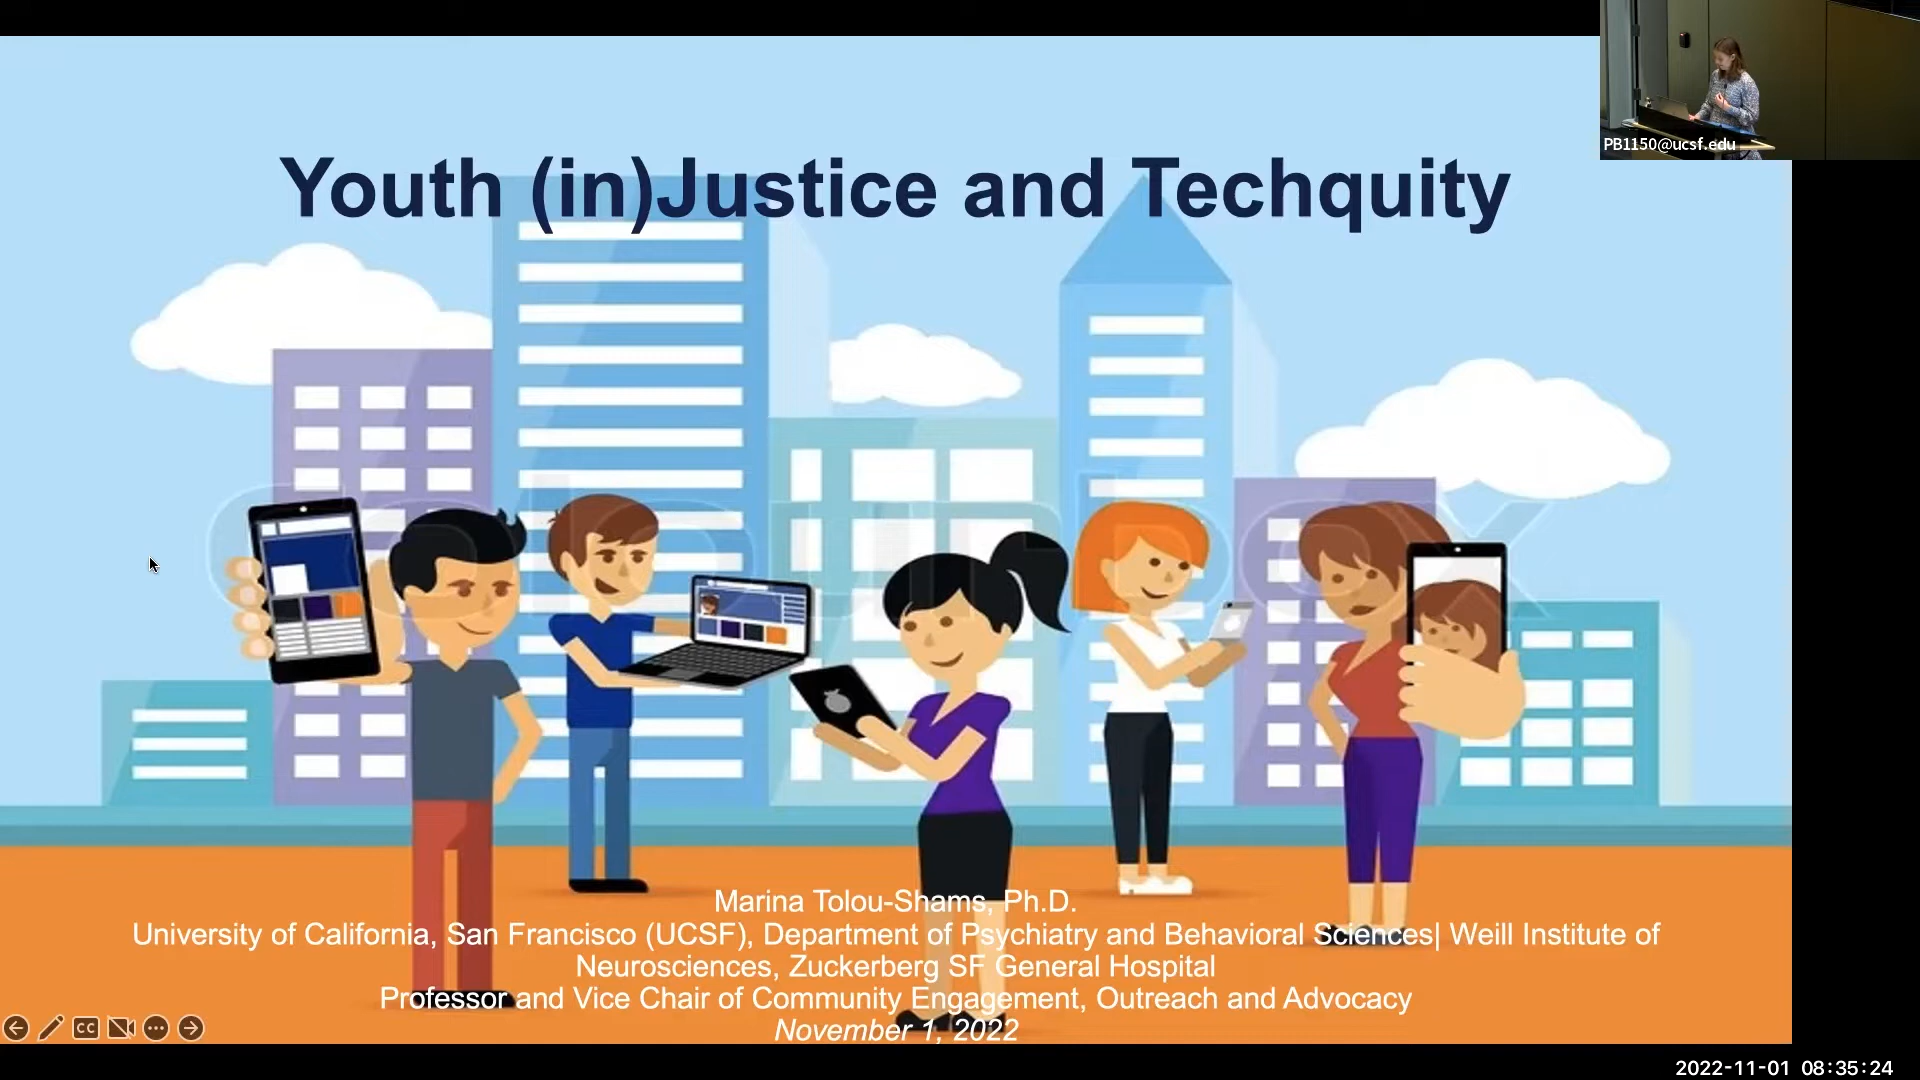 PB1150@ucsf.edu
Youth (in)Justice and Techquity
Marina Tolou-Shams, Ph.D.
University of California, San Francisco (UCSF), Department of Psychiatry and Behavioral Sciences| Weill Institute of
Neurosciences, Zuckerberg SF General Hospital
Professor and Vice Chair of Community Engagement, Outreach and Advocacy
November 1, 2022
CC
2022-11-01 08:35:24